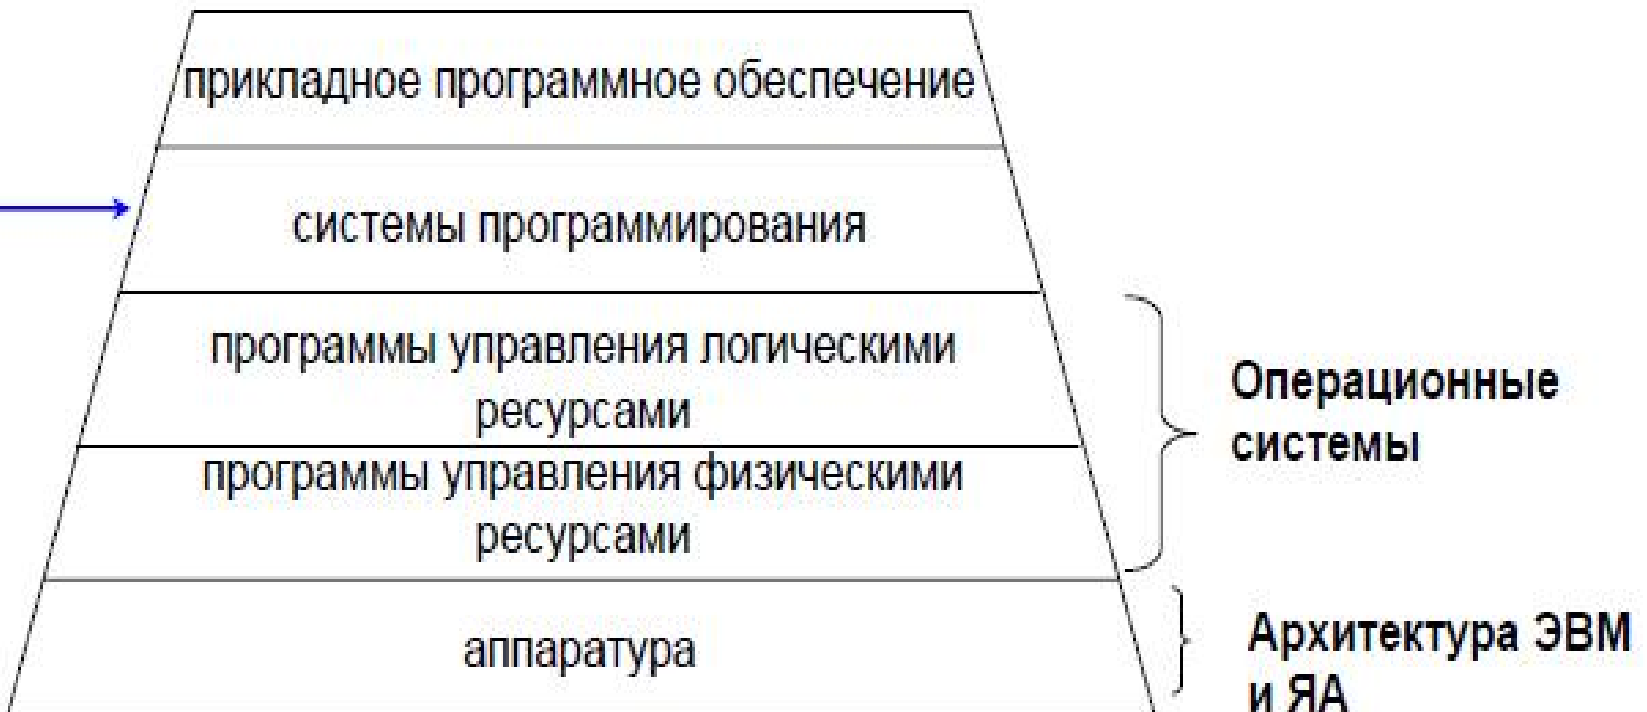 прикладное программное обеспечение
системы программирования
программы управления логическими
ресурсами
программы управления физическими
ресурсами
Операционные
системы
аппаратура
Архитектура ЭВМ
и ЯА